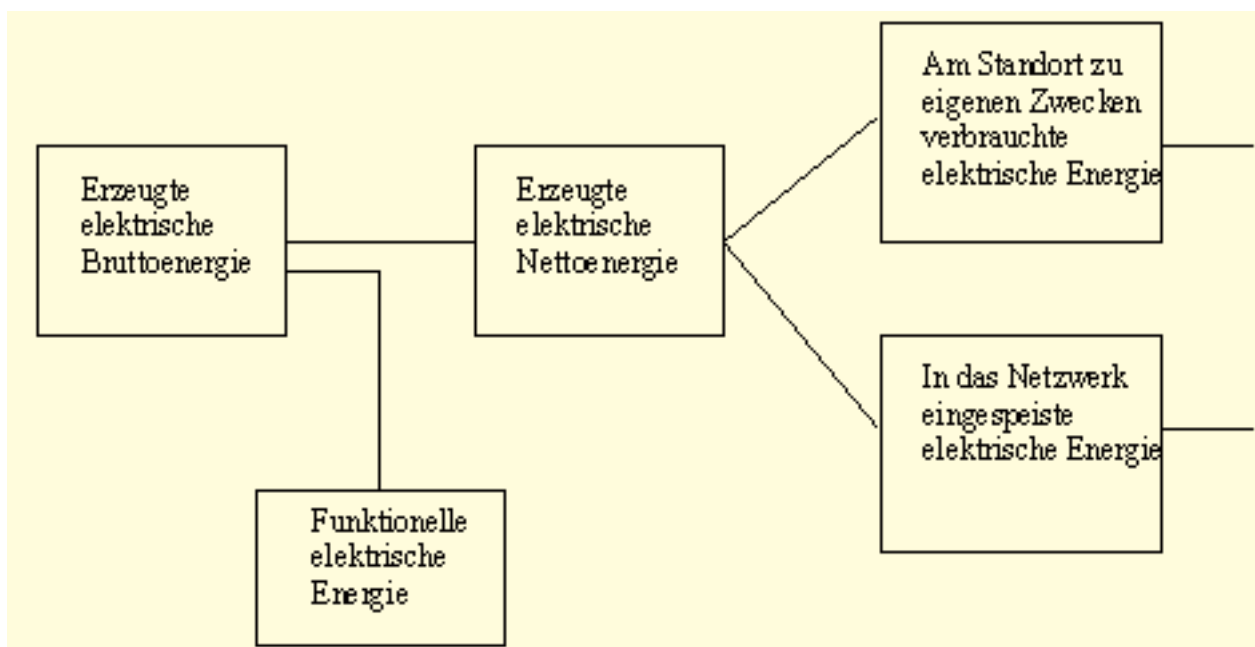 Erzeugte
elektrische
Bruttoenergie
Erzeugte
elektrische
Nettoenergie
Am Standort zu
eigenen Zwecken
verbrauchte
elektrische Energie
In das Netzwerk
eingespeiste
elektrische Energie
Funktionelle
elektrische
Energie